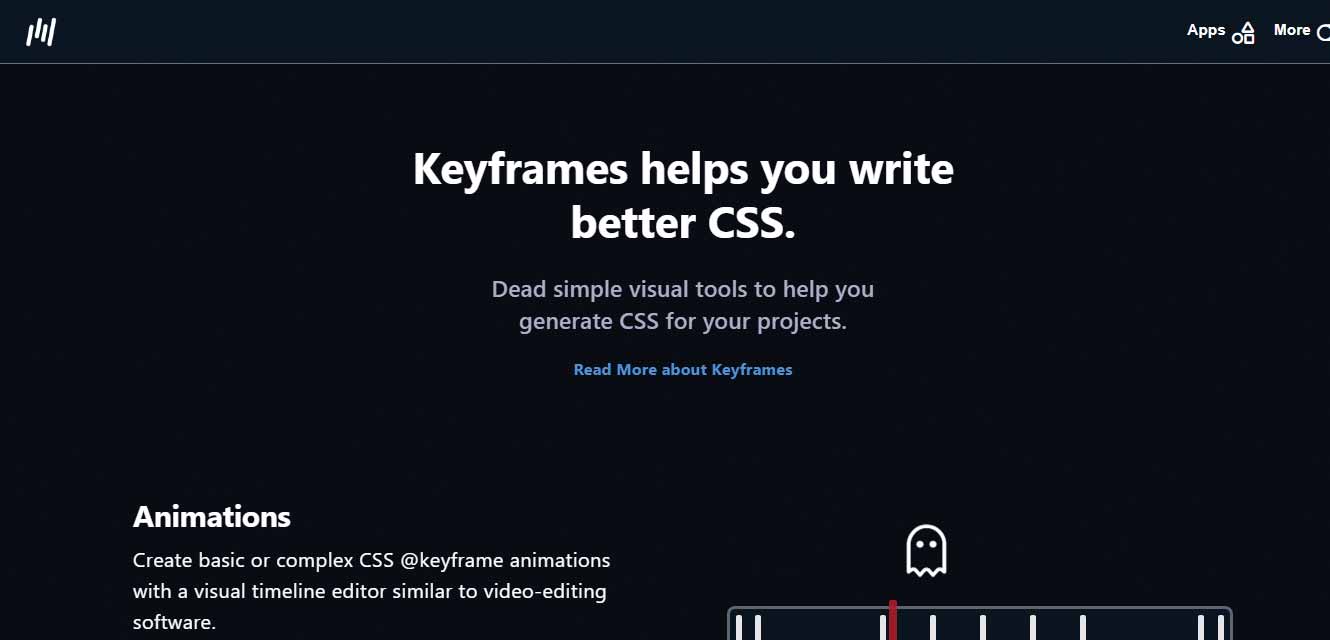 Apps
More
Keyframes helps you write
better CSS.
Dead simple visual tools to help you
generate CSS for your projects.
Read More about Keyframes
Animations
Create basic or complex CSS @keyframe animations
with a visual timeline editor similar to video-editing
software.